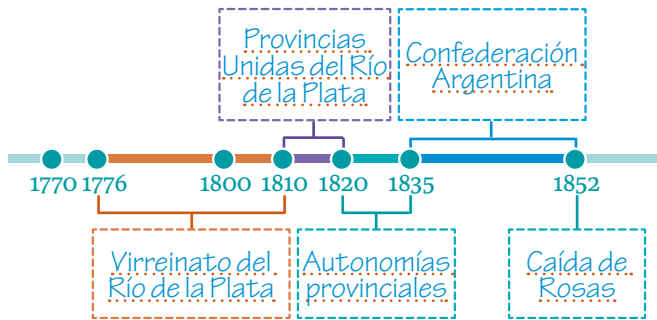 Provincias
Unidas del Río
de la Plata
Confederación
Argentina
1770 1776 1800 1810 1820 1835 1852
Virreinato del
Río de la Plata
Autonomías
provinciales
Caída de
Rosas